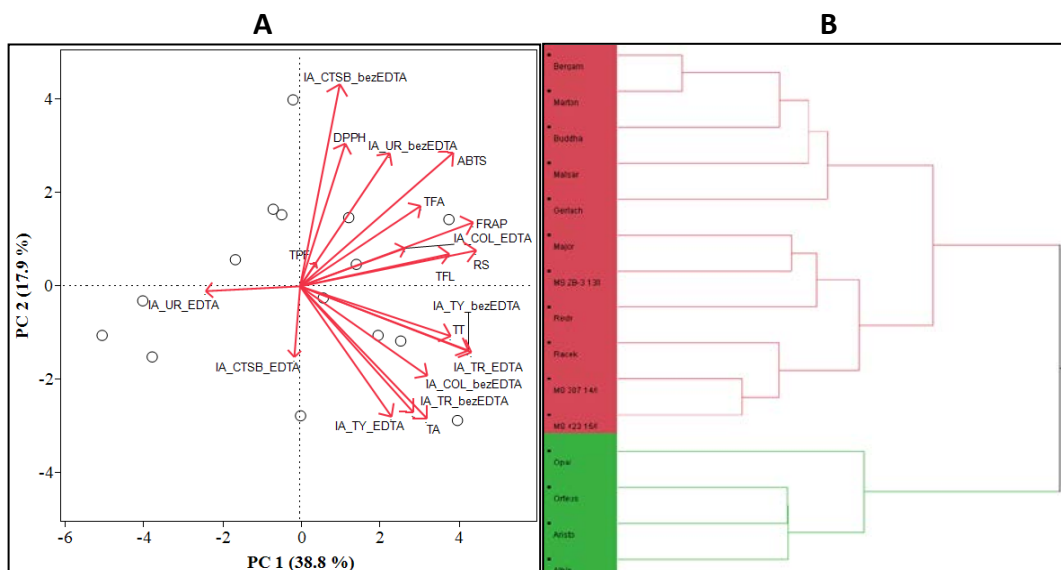 A
B
IA_CTSB_bezEDTA
DPPH
IA_UR_bezEDTA
ABTS
TFA
FRAP
IA_COL_EDTA
TPF
RS
TFL
IA_UR_EDTA
IA_TY_bezEDTA
TT
IA_CTSB_EDTA
IA_TR_EDTA
IA_COL_bezEDTA
IA_TR_bezEDTA
IA_TY_EDTA
TA
4
2
0
-2
-4
-6
-4
-2
0
2
4
PC 2 (17.9 %)
PC 1 (38.8 %)
Bergam
Marton
Buddha
Malsar
Gerlach
Major
Redr
Racek
Opal
Orfeus
Aristo